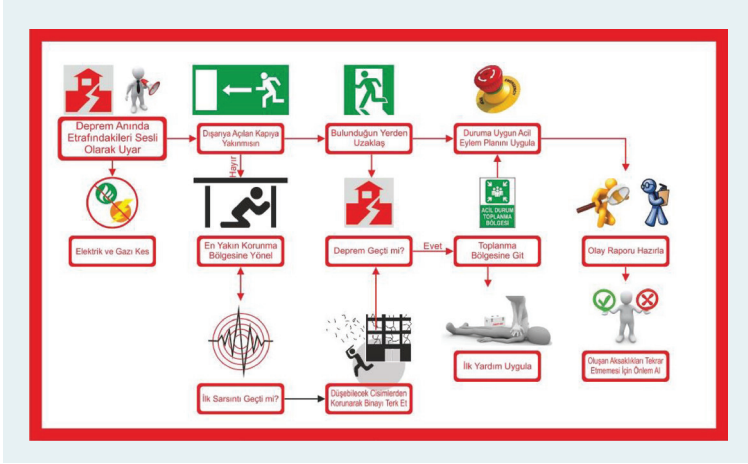 Deprem Anında
Etrafındakileri Sesli
Olarak Uyar
Dışarıya Açılan Kapıya
Yakınmısın
Bulunduğun Yerden
Uzaklaş
Duruma Uygun Acil
Eylem Planını Uygula
Hayır
ACİL DURUM
TOPLANMA
BÖLGESİ
Elektrik ve Gazı Kes
En Yakın Korunma
Bölgesine Yönel
Deprem Geçti mi?
Evet
Toplanma
Bölgesine Git
Olay Raporu Hazırla
İlk Sarsıntı Geçti mi?
Düşebilecek Cisimlerden
Korunarak Binayı Terk Et
İlk Yardım Uygula
Oluşan Aksaklıkları Tekrar
Etmemesi İçin Önlem Al